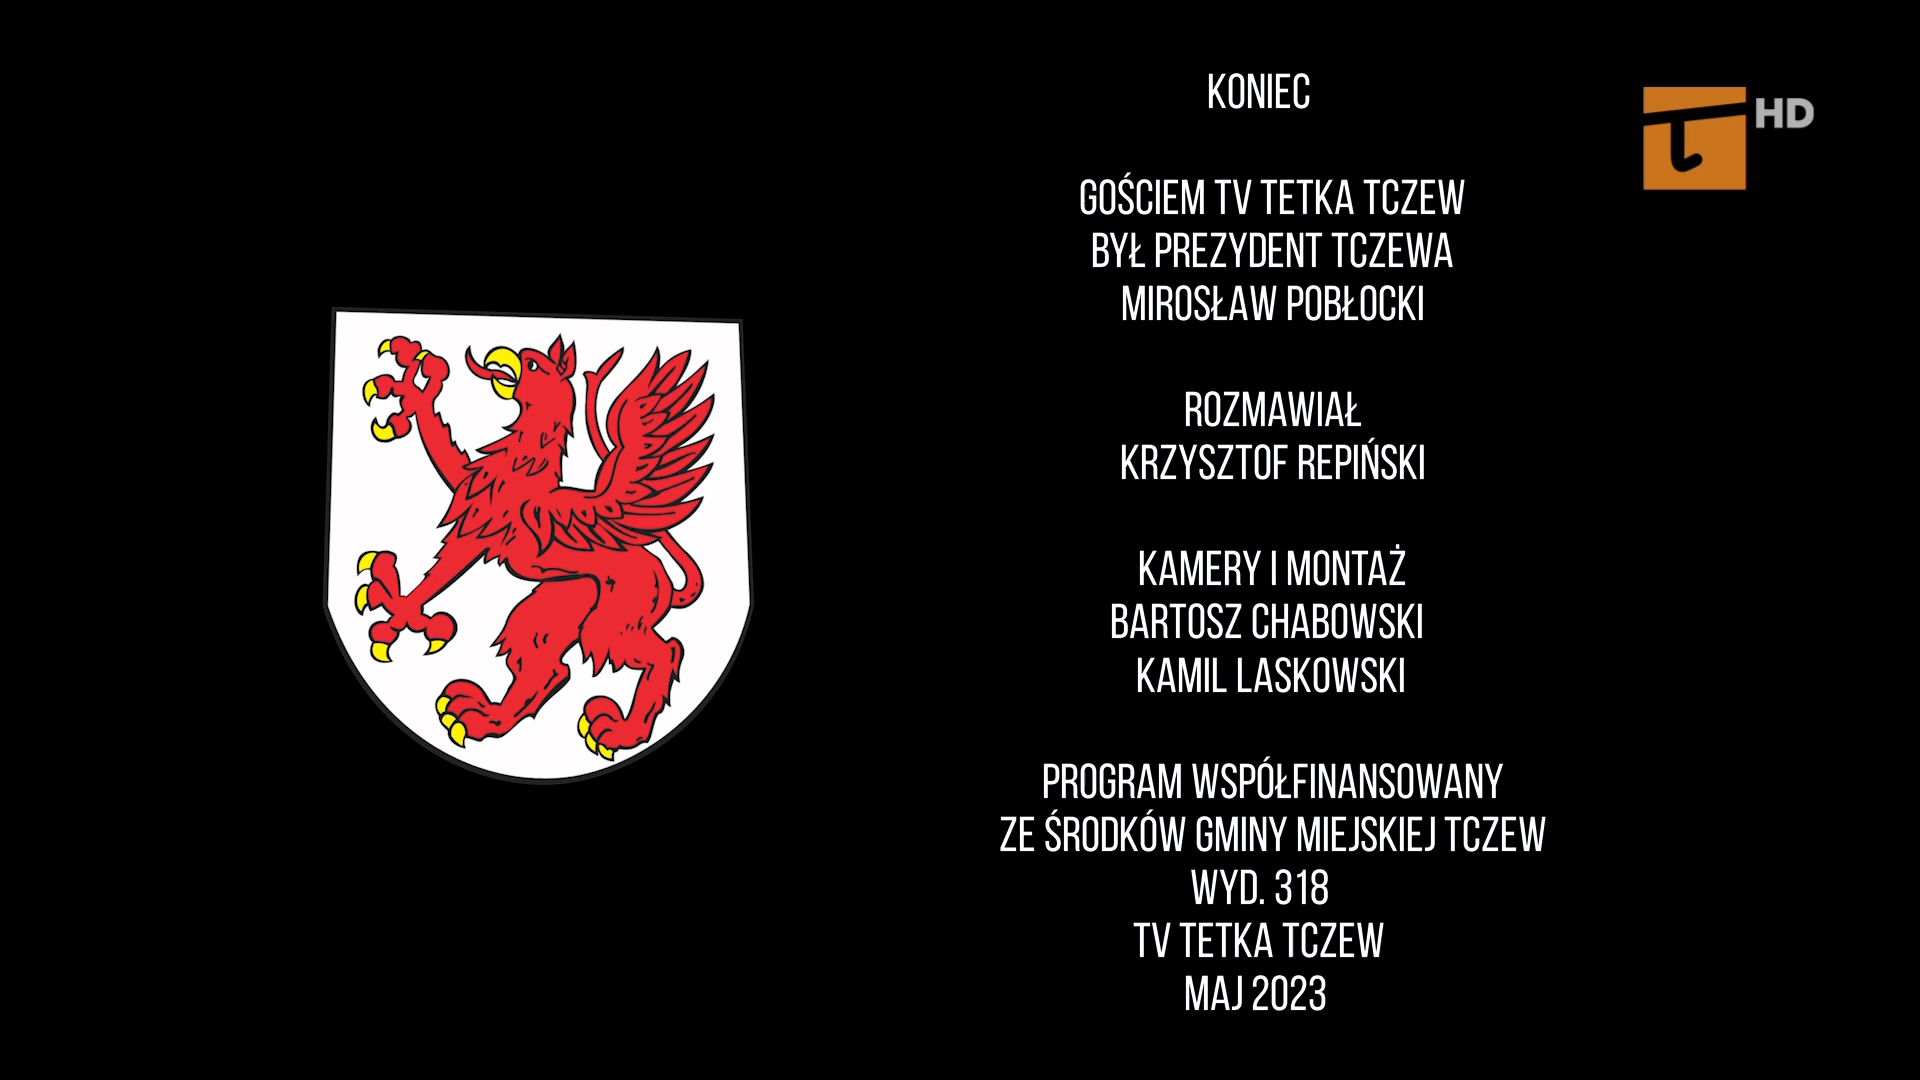 KONIEC
HD
GOŚCIEM TV TETKA TCZEW
BYŁ PREZYDENT TCZEWA
MIROSŁAW POBŁOCKI
ROZMAWIAŁ
KRZYSZTOF REPIŃSKI
KAMERY I MONTAŻ
BARTOSZ CHABOWSKI
KAMIL LASKOWSKI
PROGRAM WSPÓŁFINANSOWANY
ZE ŚRODKÓW GMINY MIEJSKIEJ TCZEW
WYD. 318
TV TETKA TCZEW
MAJ 2023